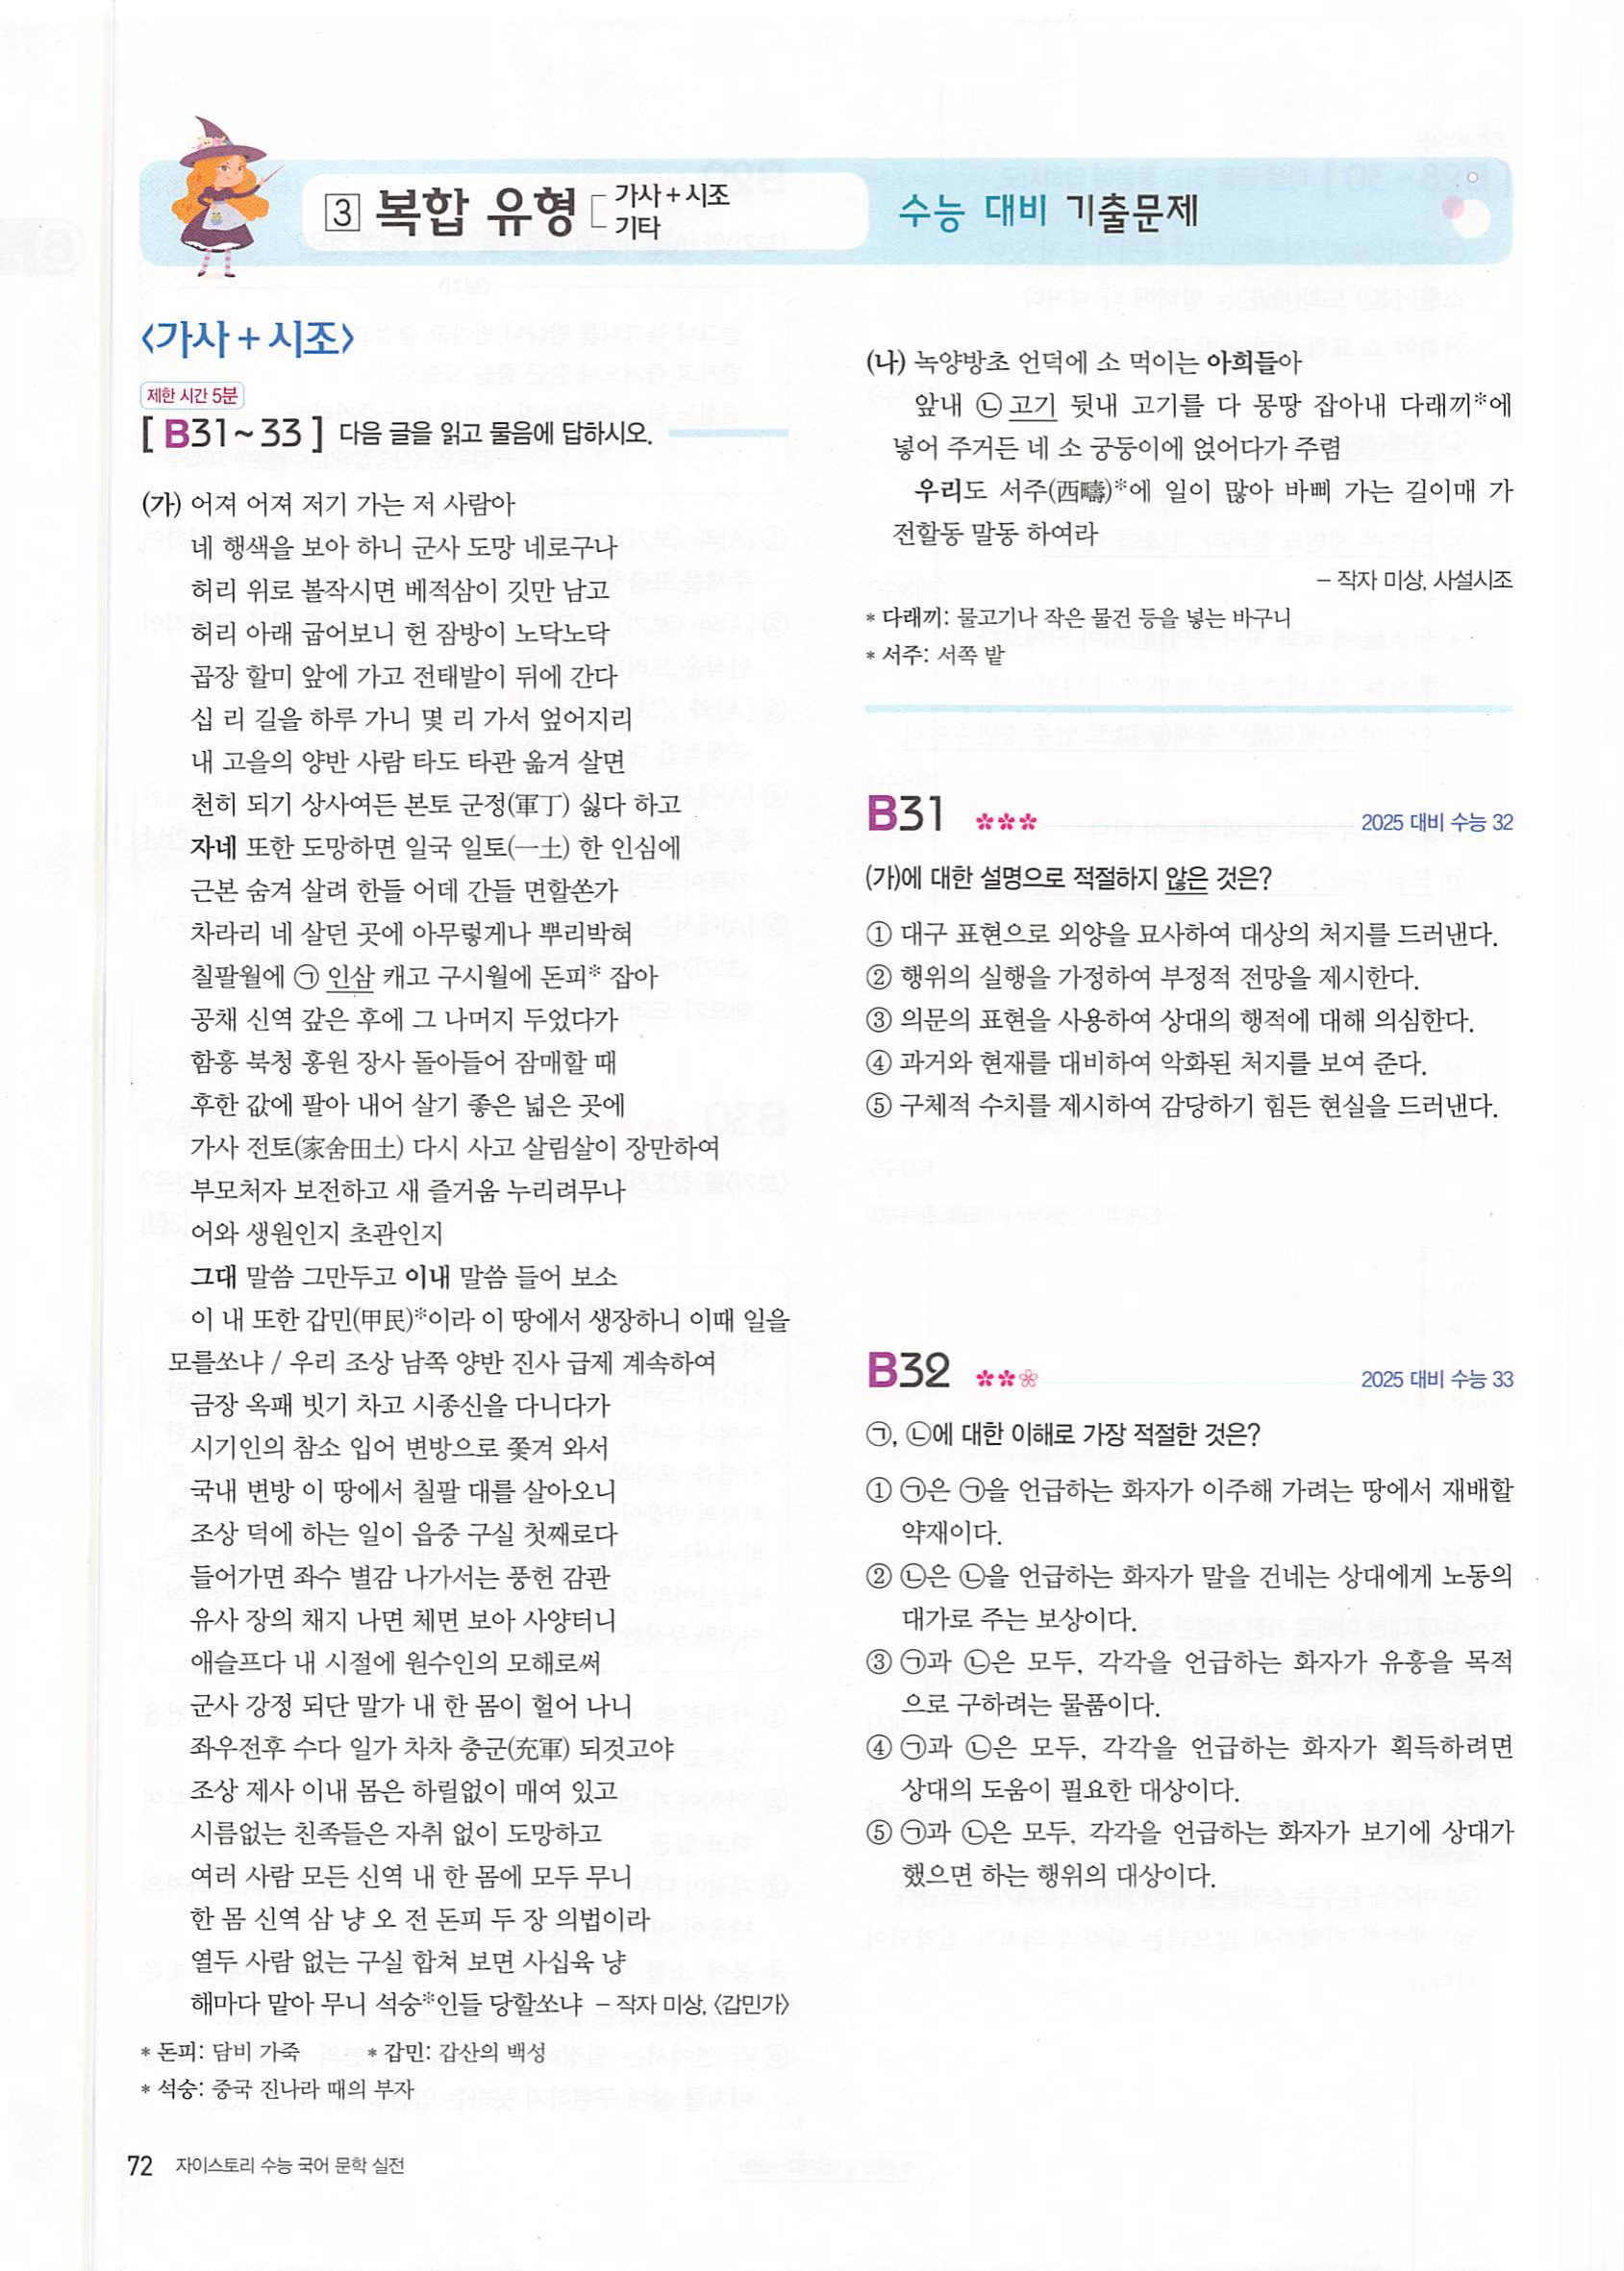 3 복합 유형 가사+시조
기타
수능 대비 기출문제
<가사 + 시조>
제한 시간 5분
[ B31~33 ] 다음 글을 읽고 물음에 답하시오.
(가) 어져 어져 저기 가는 저 사람아
네 행색을 보아 하니 군사 도망 네로구나
허리 위로 볼작시면 베적삼이 깃만 남고
허리 아래 굽어보니 헌 잠방이 노닥노닥
곱장 할미 앞에 가고 전태발이 뒤에 간다
십 리 길을 하루 가니 몇 리 가서 엎어지리
내 고을의 양반 사람 타도 타관 옮겨 살면
천히 되기 상사여든 본토 군정(軍丁) 싫다 하고
자네 또한 도망하면 일국 일토(一土) 한 인심에
근본 숨겨 살려 한들 어데 간들 면할쏜가
차라리 네 살던 곳에 아무렇게나 뿌리박혀
칠팔월에 ㉠ 인삼 캐고 구시월에 돈피* 잡아
공채 신역 갚은 후에 그 나머지 두었다가
함흥 북청 홍원 장사 돌아들어 잠매할 때
후한 값에 팔아 내어 살기 좋은 넓은 곳에
가사 전토(家舍田土) 다시 사고 살림살이 장만하여
부모처자 보전하고 새 즐거움 누리려무나
어와 생원인지 초관인지
그대 말씀 그만두고 이내 말씀 들어 보소
이 내 또한 갑민(甲民)*이라 이 땅에서 생장하니 이때 일을
모를쏘냐 / 우리 조상 남쪽 양반 진사 급제 계속하여
금장 옥패 빗기 차고 시종신을 다니다가
시기인의 참소 입어 변방으로 쫓겨 와서
국내 변방 이 땅에서 칠팔 대를 살아오니
조상 덕에 하는 일이 읍중 구실 첫째로다
들어가면 좌수 별감 나가서는 풍헌 감관
유사 장의 채지 나면 체면 보아 사양터니
애슬프다 내 시절에 원수인의 모해로써
군사 강정 되단 말가 내 한 몸이 헐어 나니
좌우전후 수다 일가 차차 충군(充軍) 되것고야
조상 제사 이내 몸은 하릴없이 매여 있고
시름없는 친족들은 자취 없이 도망하고
여러 사람 모든 신역 내 한 몸에 모두 무니
한 몸 신역 삼 냥 오 전 돈피 두 장 의법이라
열두 사람 없는 구실 합쳐 보면 사십육 냥
해마다 맡아 무니 석숭*인들 당할쏘냐 – 작자 미상, <갑민가>
* 돈피: 담비 가죽 * 갑민: 갑산의 백성
* 석숭: 중국 진나라 때의 부자
(나) 녹양방초 언덕에 소 먹이는 아희들아
앞내 ㉡ 고기 뒷내 고기를 다 몽땅 잡아내 다래끼*에
넣어 주거든 네 소 궁둥이에 얹어다가 주렴
우리도 서주(西疇)*에 일이 많아 바삐 가는 길이매 가
전할동 말동 하여라
– 작자 미상, 사설시조
* 다래끼: 물고기나 작은 물건 등을 넣는 바구니
* 서주: 서쪽 밭
B31 2025 대비 수능 32
(가)에 대한 설명으로 적절하지 않은 것은?
① 대구 표현으로 외양을 묘사하여 대상의 처지를 드러낸다.
② 행위의 실행을 가정하여 부정적 전망을 제시한다.
③ 의문의 표현을 사용하여 상대의 행적에 대해 의심한다.
④ 과거와 현재를 대비하여 악화된 처지를 보여 준다.
⑤ 구체적 수치를 제시하여 감당하기 힘든 현실을 드러낸다.
B32 2025 대비 수능 33
㉠, ㉡에 대한 이해로 가장 적절한 것은?
① ㉠은 ㉠을 언급하는 화자가 이주해 가려는 땅에서 재배할
약재이다.
② ㉡은 ㉡을 언급하는 화자가 말을 건네는 상대에게 노동의
대가로 주는 보상이다.
③ ㉠과 ㉡은 모두, 각각을 언급하는 화자가 유흥을 목적
으로 구하려는 물품이다.
④ ㉠과 ㉡은 모두, 각각을 언급하는 화자가 획득하려면
상대의 도움이 필요한 대상이다.
⑤ ㉠과 ㉡은 모두, 각각을 언급하는 화자가 보기에 상대가
했으면 하는 행위의 대상이다.
72 자이스토리 수능 국어 문학 실전